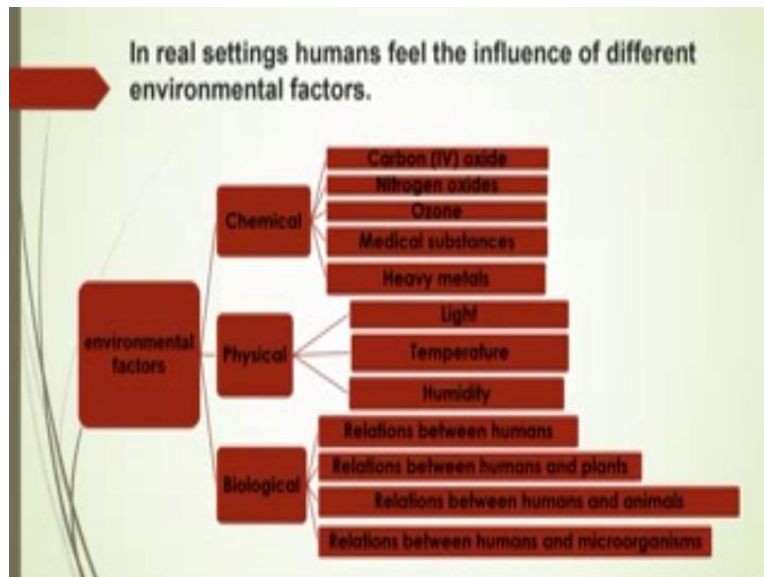 In real settings humans feel the influence of different
environmental factors.
environmental
factors
Chemical
Carbon (IV) oxide
Nitrogen oxides
Ozone
Medical substances
Heavy metals
Physical
Light
Temperature
Humidity
Biological
Relations between humans
Relations between humans and plants
Relations between humans and animals
Relations between humans and microorganisms